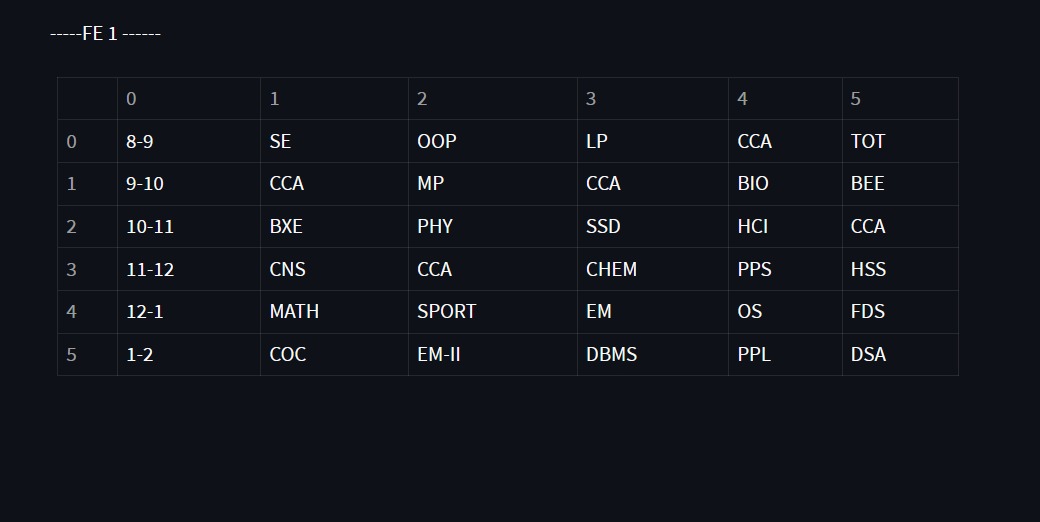 -----FE 1 ------
0 1 2 3 4 5
0 8-9 SE OOP LP CCA TOT
1 9-10 CCA MP CCA BIO BEE
2 10-11 BXE PHY SSD HCI CCA
3 11-12 CNS CCA CHEM PPS HSS
4 12-1 MATH SPORT EM OS FDS
5 1-2 COC EM-II DBMS PPL DSA